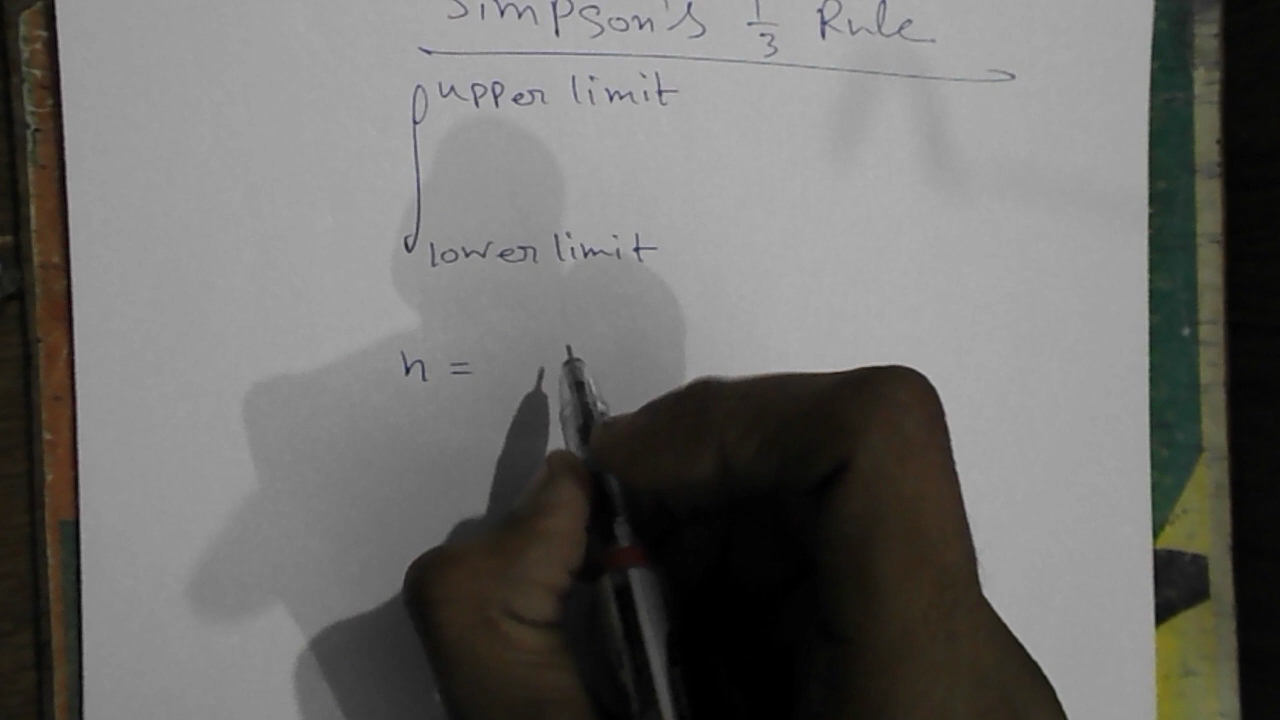 Simpson's 1/3 Rule
∫ upper limit
lower limit
h =